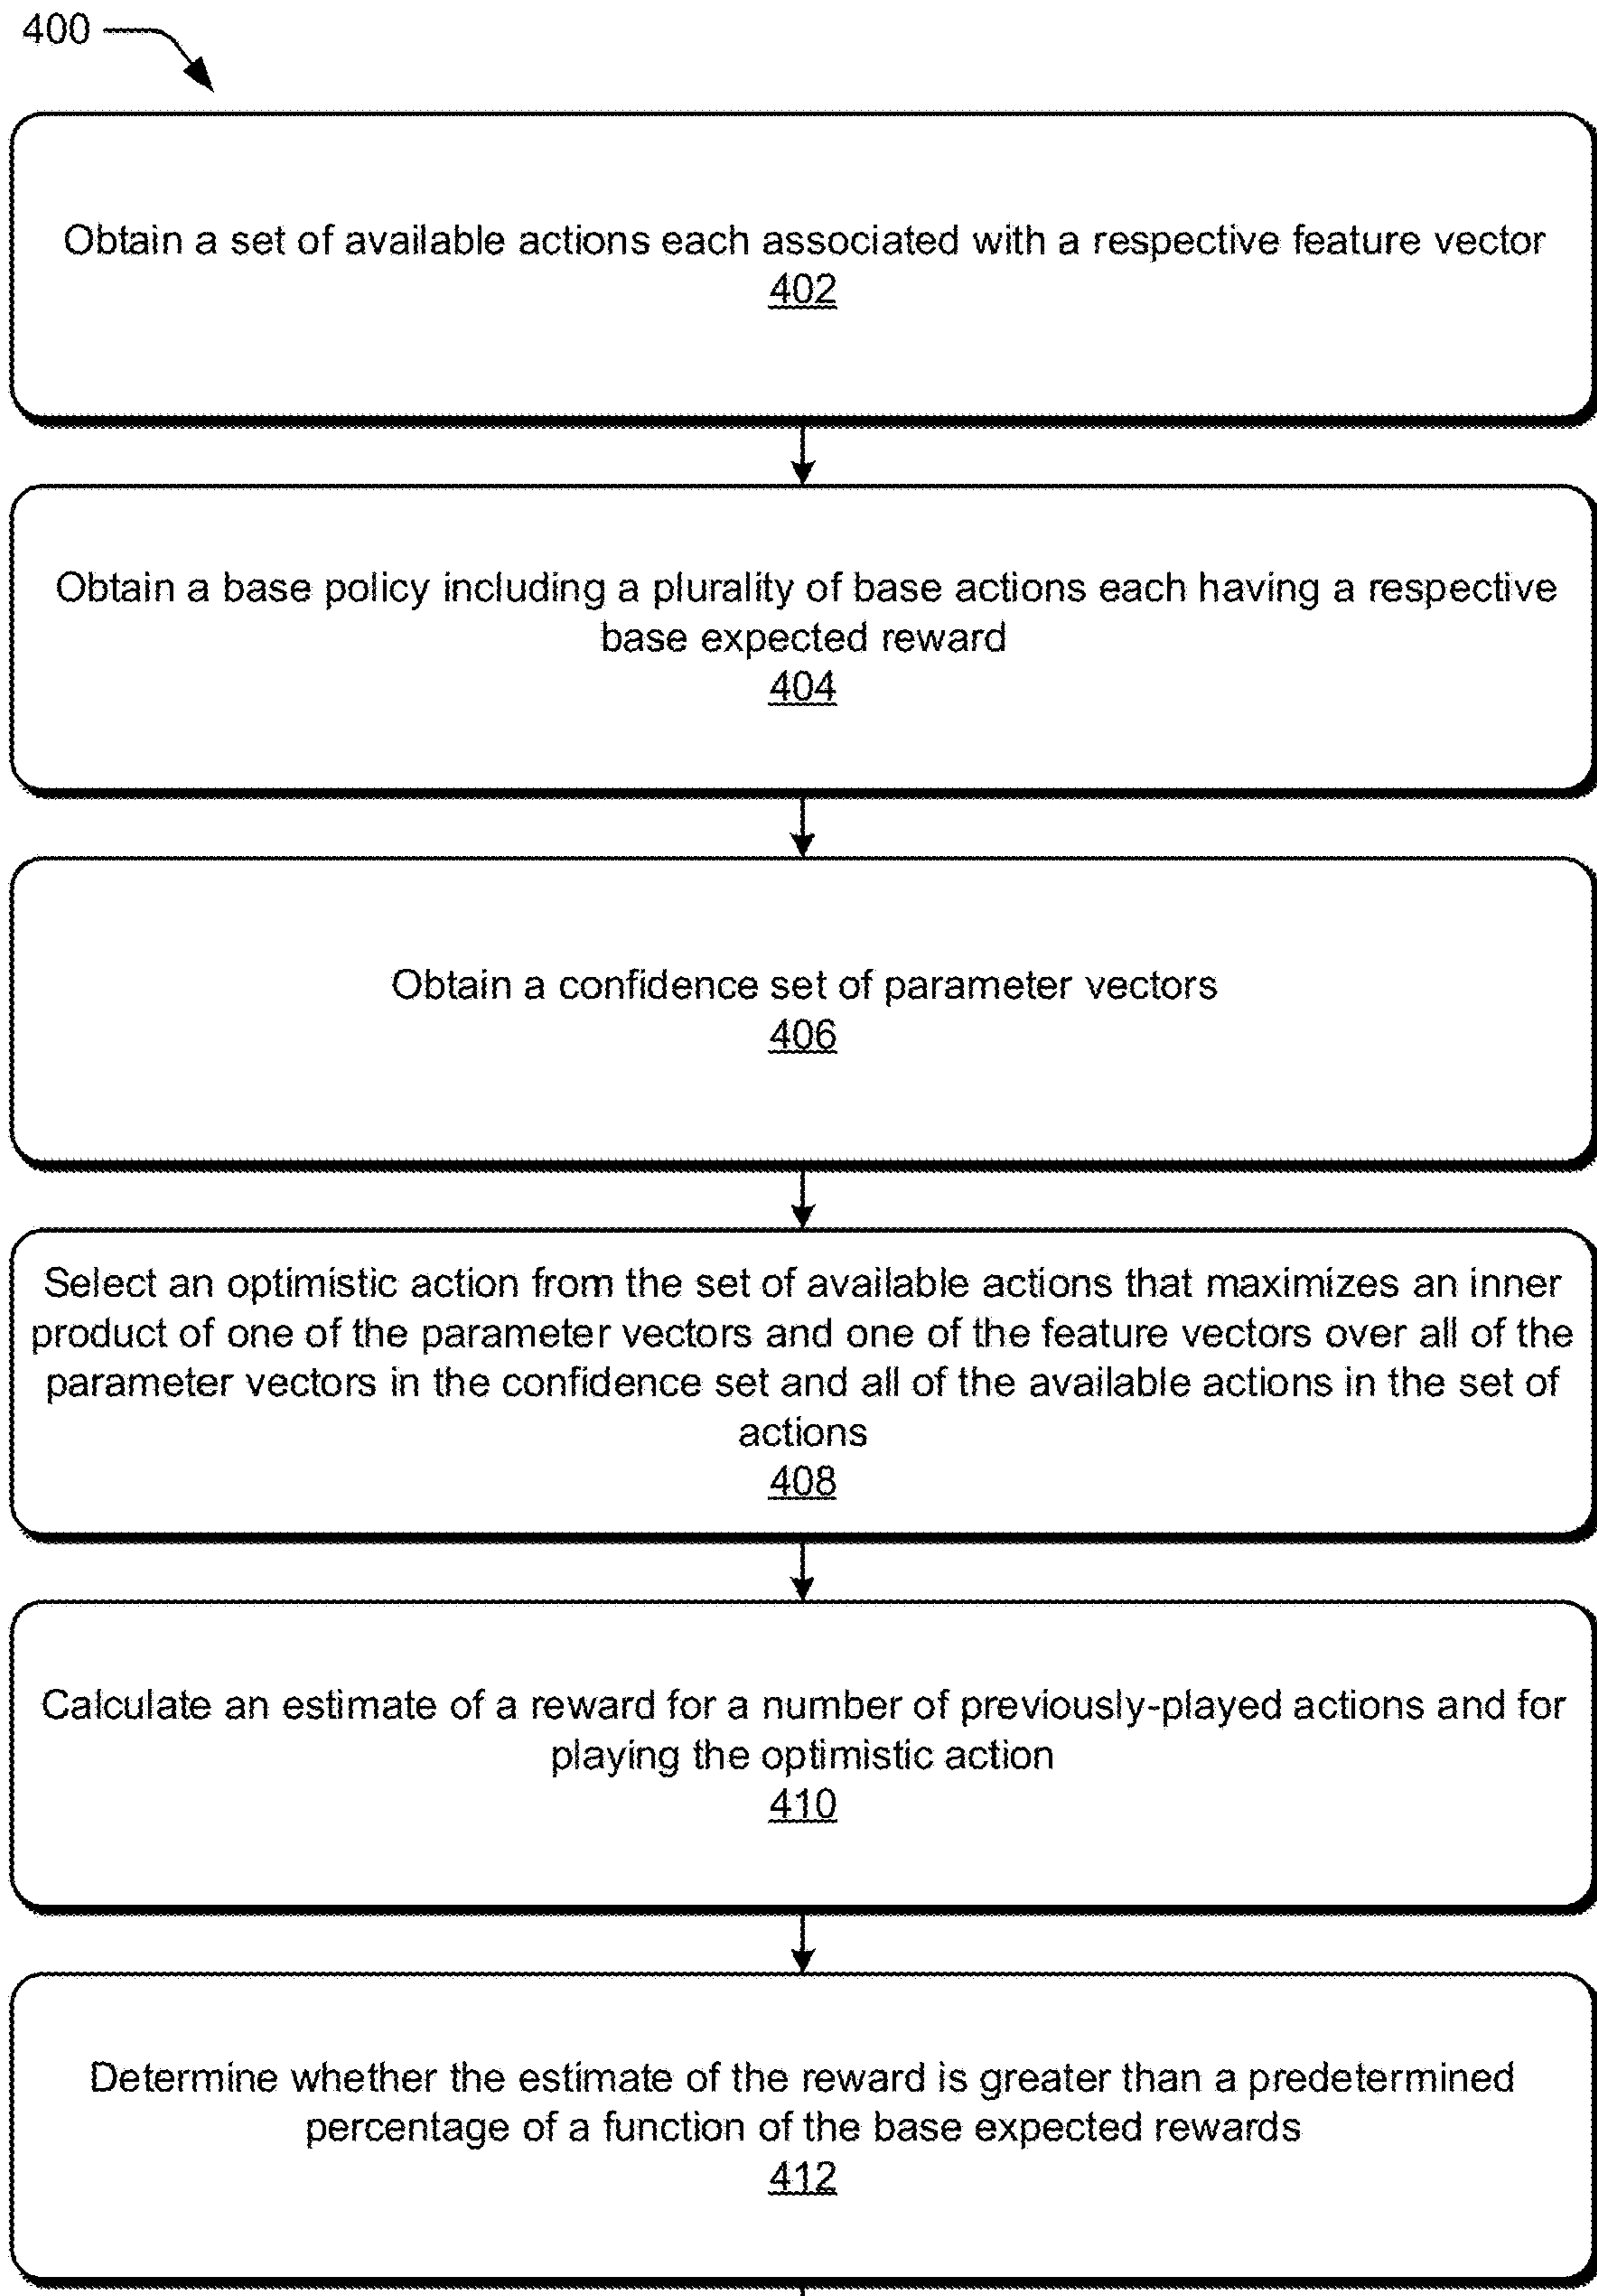 400
Obtain a set of available actions each associated with a respective feature vector
402
Obtain a base policy including a plurality of base actions each having a respective
base expected reward
404
Obtain a confidence set of parameter vectors
406
Select an optimistic action from the set of available actions that maximizes an inner
product of one of the parameter vectors and one of the feature vectors over all of the
parameter vectors in the confidence set and all of the available actions in the set of
actions
408
Calculate an estimate of a reward for a number of previously-played actions and for
playing the optimistic action
410
Determine whether the estimate of the reward is greater than a predetermined
percentage of a function of the base expected rewards
412